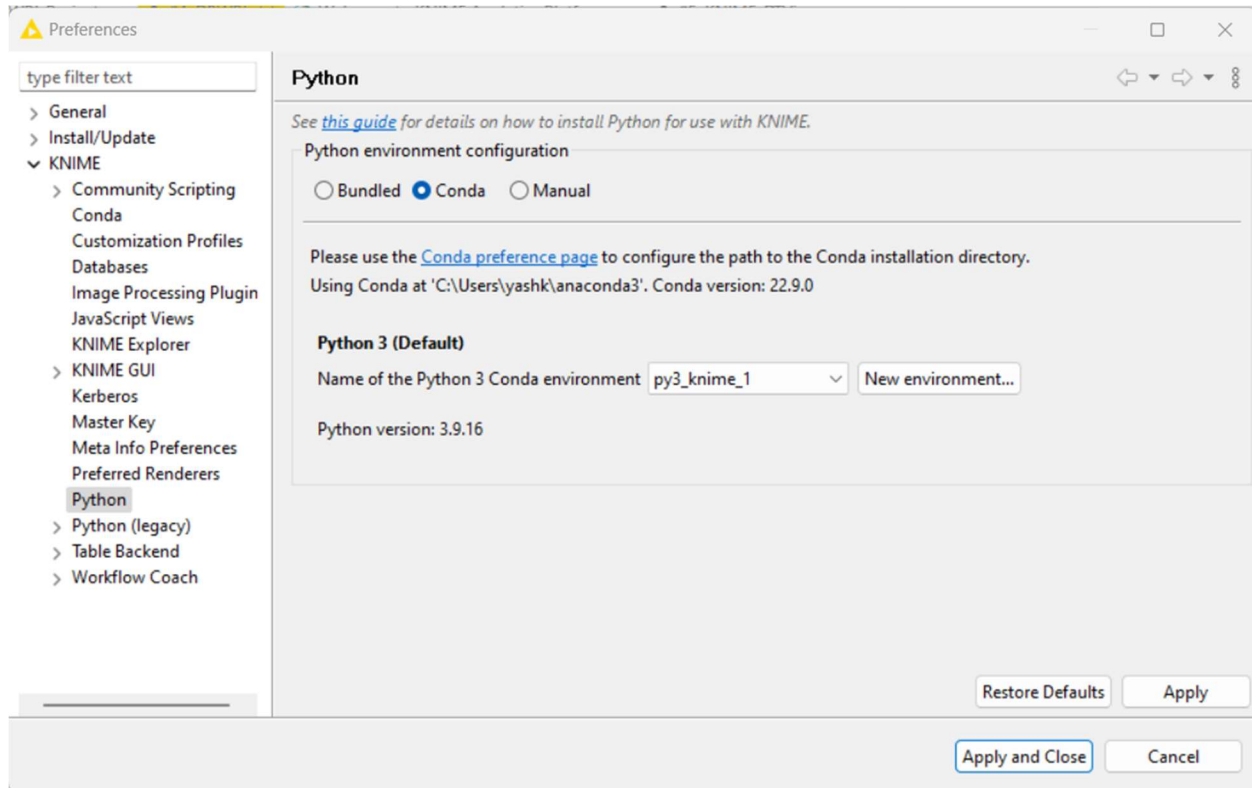 Preferences
type filter text
General
Install/Update
KNIME
Community Scripting
Conda
Customization Profiles
Databases
Image Processing Plugin
JavaScript Views
KNIME Explorer
KNIME GUI
Kerberos
Master Key
Meta Info Preferences
Preferred Renderers
Python
Python (legacy)
Table Backend
Workflow Coach
Python
See this guide for details on how to install Python for use with KNIME.
Python environment configuration
Bundled Conda Manual
Please use the Conda preference page to configure the path to the Conda installation directory.
Using Conda at 'C:\Users\yashk\anaconda3'. Conda version: 22.9.0
Python 3 (Default)
Name of the Python 3 Conda environment py3_knime_1 New environment...
Python version: 3.9.16
Restore Defaults Apply
Apply and Close Cancel